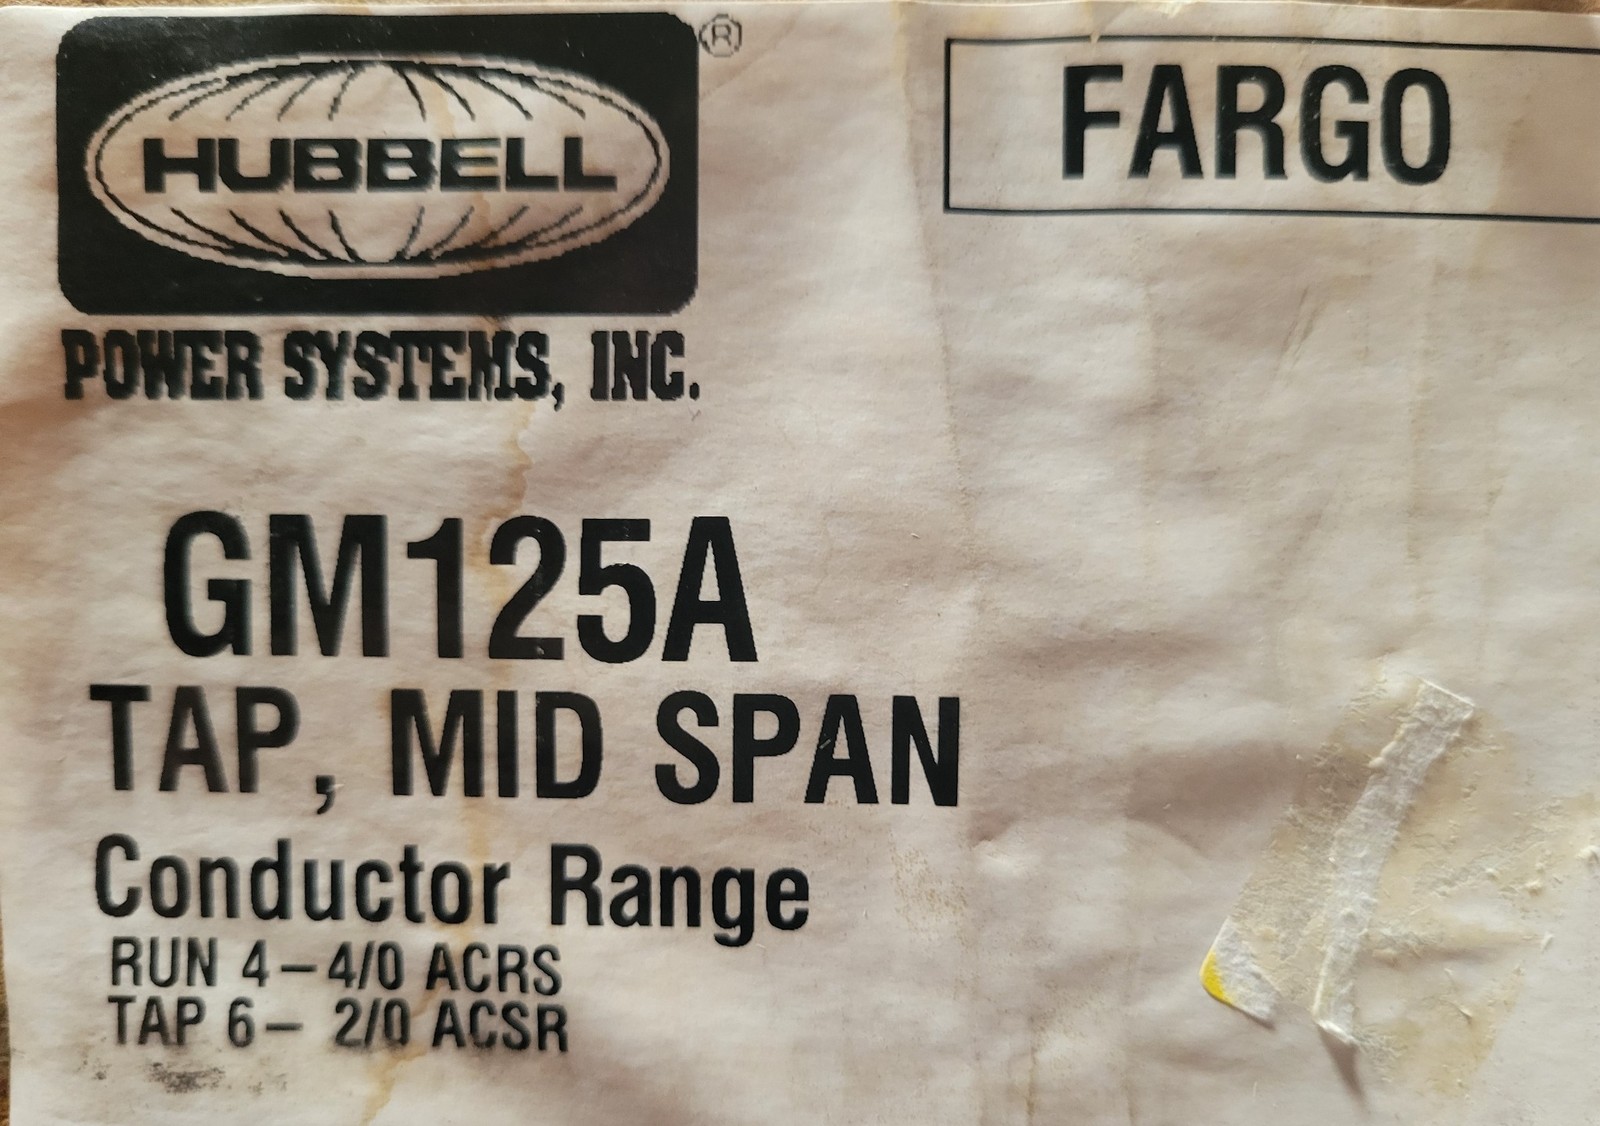 HUBBELL ®
FARGO
POWER SYSTEMS, INC.
GM125A
TAP, MID SPAN
Conductor Range
RUN 4 – 4/0 ACRS
TAP 6 – 2/0 ACSR